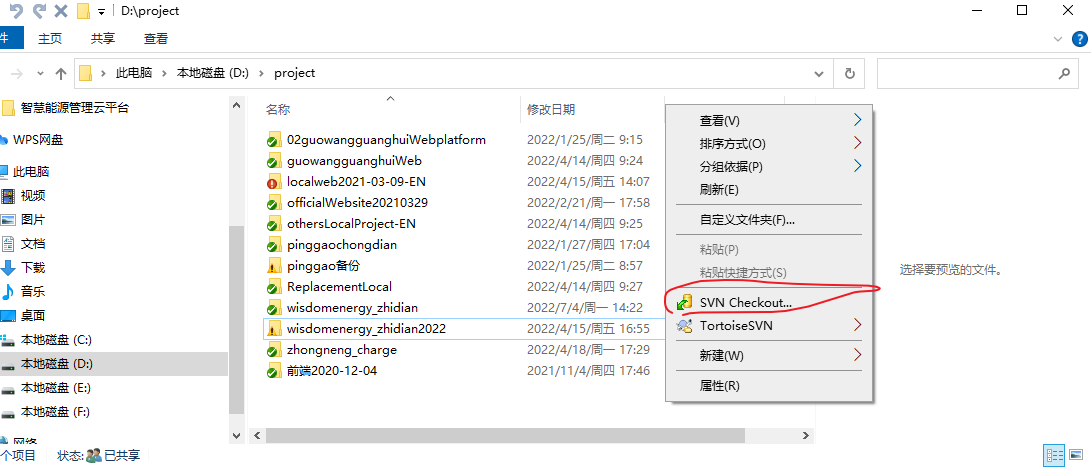 D:\project
件
主页 共享 查看
此电脑 本地磁盘 (D:) project
智慧能源管理云平台
WPS网盘
此电脑
视频
图片
文档
下载
音乐
桌面
本地磁盘 (C:)
本地磁盘 (D:)
本地磁盘 (E:)
本地磁盘 (F:)
网络
名称 修改日期
02guowangguanghuiWebplatform 2022/1/25/周二 9:15
guowangguanghuiWeb 2022/4/14/周四 9:24
localweb2021-03-09-EN 2022/4/15/周五 14:07
officialWebsite20210329 2022/2/21/周一 17:58
othersLocalProject-EN 2022/4/14/周四 9:25
pinggaochongdian 2022/1/27/周四 17:04
pinggao备份 2022/1/25/周二 8:57
ReplacementLocal 2022/4/14/周四 9:27
wisdomenergy_zhidian 2022/7/4/周一 14:22
wisdomenergy_zhidian2022 2022/4/15/周五 16:55
zhongneng_charge 2022/4/18/周一 17:29
前端2020-12-04 2021/11/4/周四 17:46
查看(V)
排序方式(O)
分组依据(P)
刷新(E)
自定义文件夹(F)...
粘贴(P)
粘贴快捷方式(S)
SVN Checkout...
TortoiseSVN
新建(W)
属性(R)
选择要预览的文件。
个项目 状态: 已共享